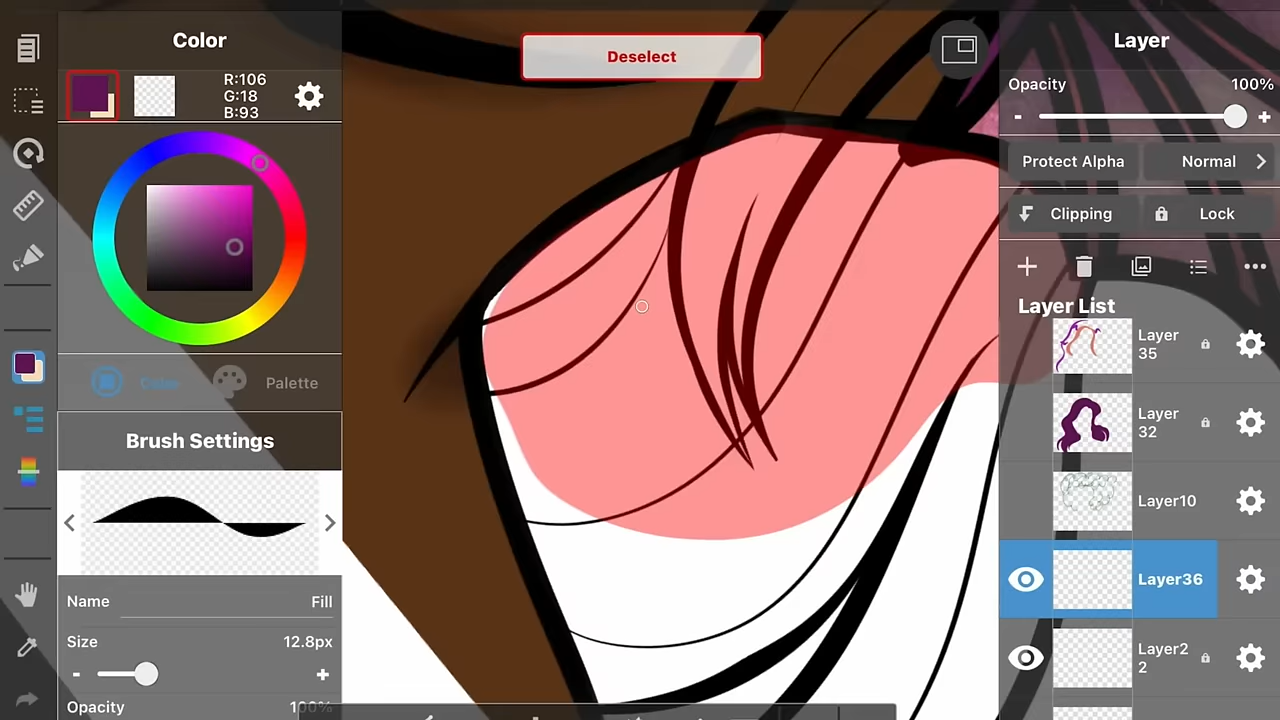 Color
R:106
G:18
B:93
Color
Palette
Brush Settings
Name
Fill
Size
12.8px
-
+
Opacity
100%
Deselect
Layer
Opacity
100%
-
+
Protect Alpha
Normal
Clipping
Lock
Layer List
Layer
35
Layer
32
Layer10
Layer36
Layer2
2